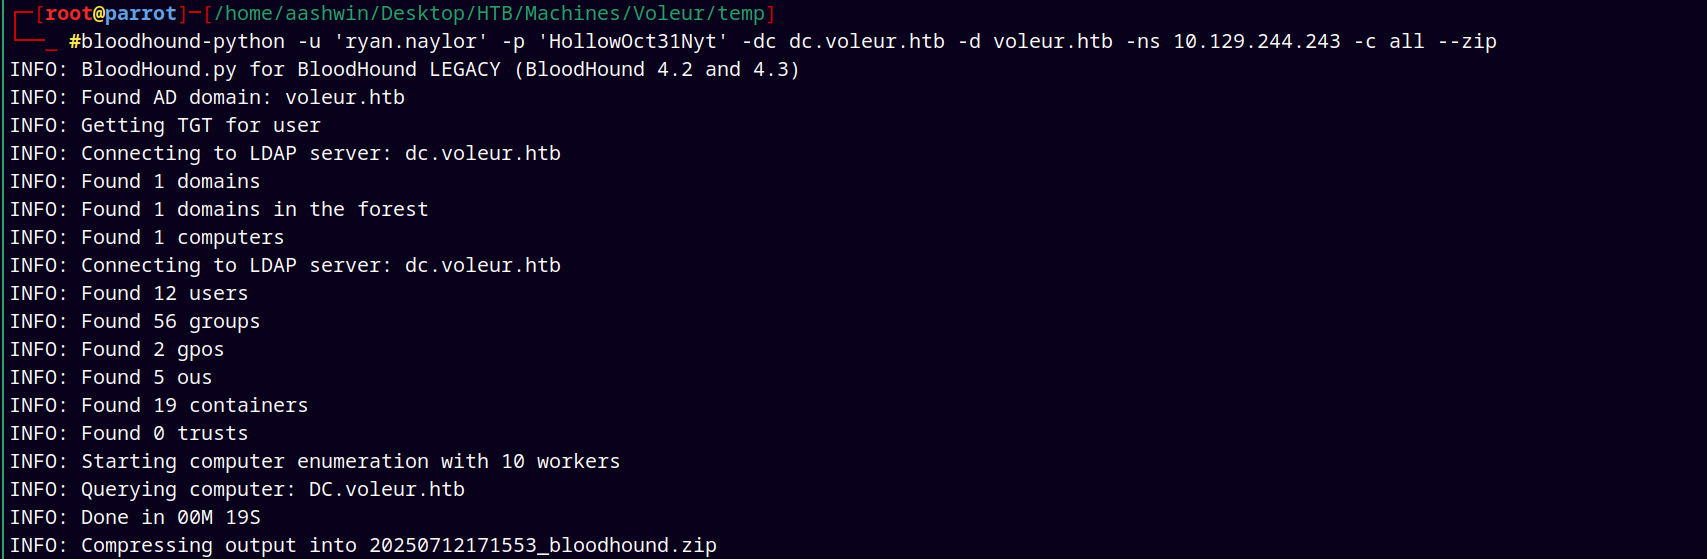 ┌─[root@parrot]─[/home/aashwin/Desktop/HTB/Machines/Voleur/temp]
└──╼ #bloodhound-python -u 'ryan.naylor' -p 'HollowOct31Nyt' -dc dc.voleur.htb -d voleur.htb -ns 10.129.244.243 -c all --zip
INFO: BloodHound.py for BloodHound LEGACY (BloodHound 4.2 and 4.3)
INFO: Found AD domain: voleur.htb
INFO: Getting TGT for user
INFO: Connecting to LDAP server: dc.voleur.htb
INFO: Found 1 domains
INFO: Found 1 domains in the forest
INFO: Found 1 computers
INFO: Connecting to LDAP server: dc.voleur.htb
INFO: Found 12 users
INFO: Found 56 groups
INFO: Found 2 gpos
INFO: Found 5 ous
INFO: Found 19 containers
INFO: Found 0 trusts
INFO: Starting computer enumeration with 10 workers
INFO: Querying computer: DC.voleur.htb
INFO: Done in 00M 19S
INFO: Compressing output into 20250712171553_bloodhound.zip